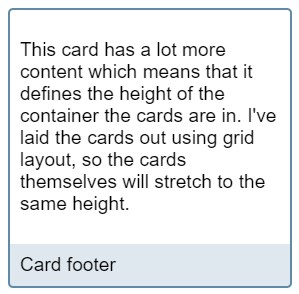 This card has a lot more
content which means that it
defines the height of the
container the cards are in. I've
laid the cards out using grid
layout, so the cards
themselves will stretch to the
same height.
Card footer